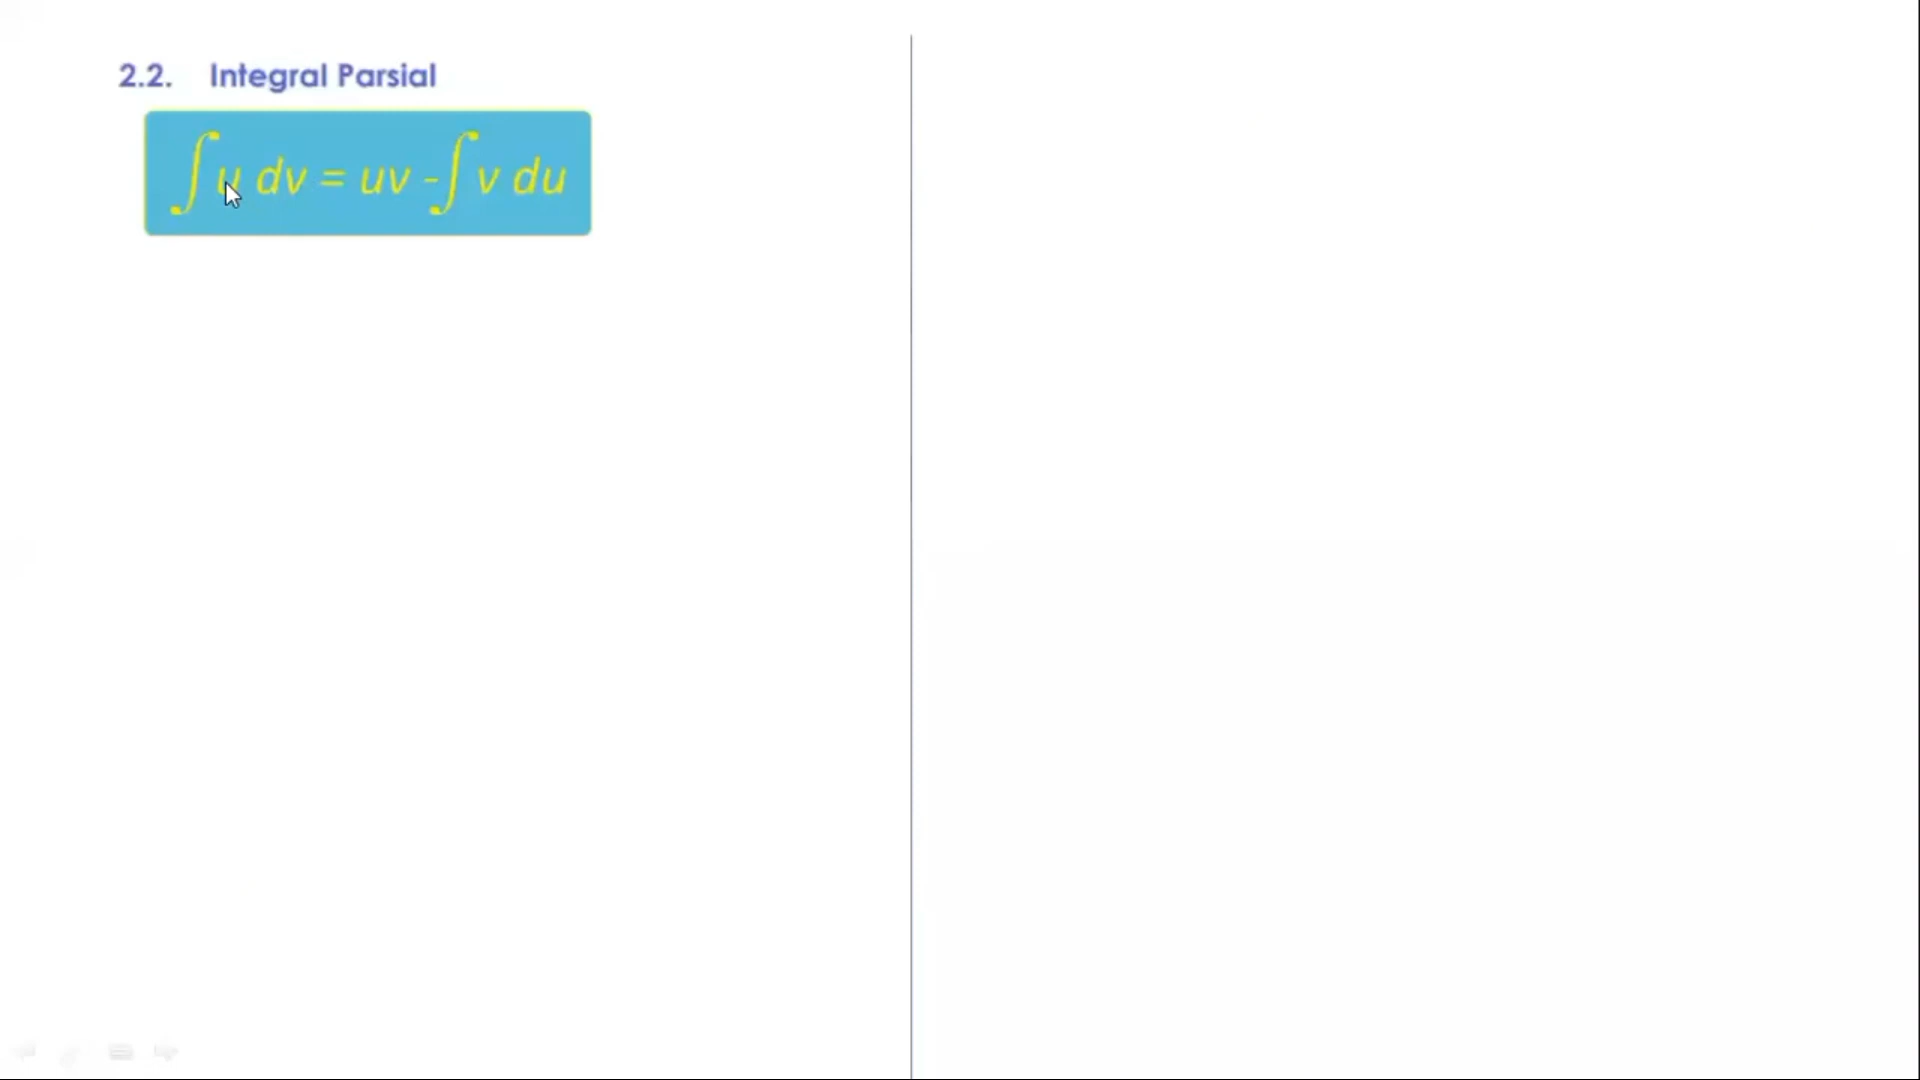 2.2. Integral Parsial
∫u dv = uv -∫v du